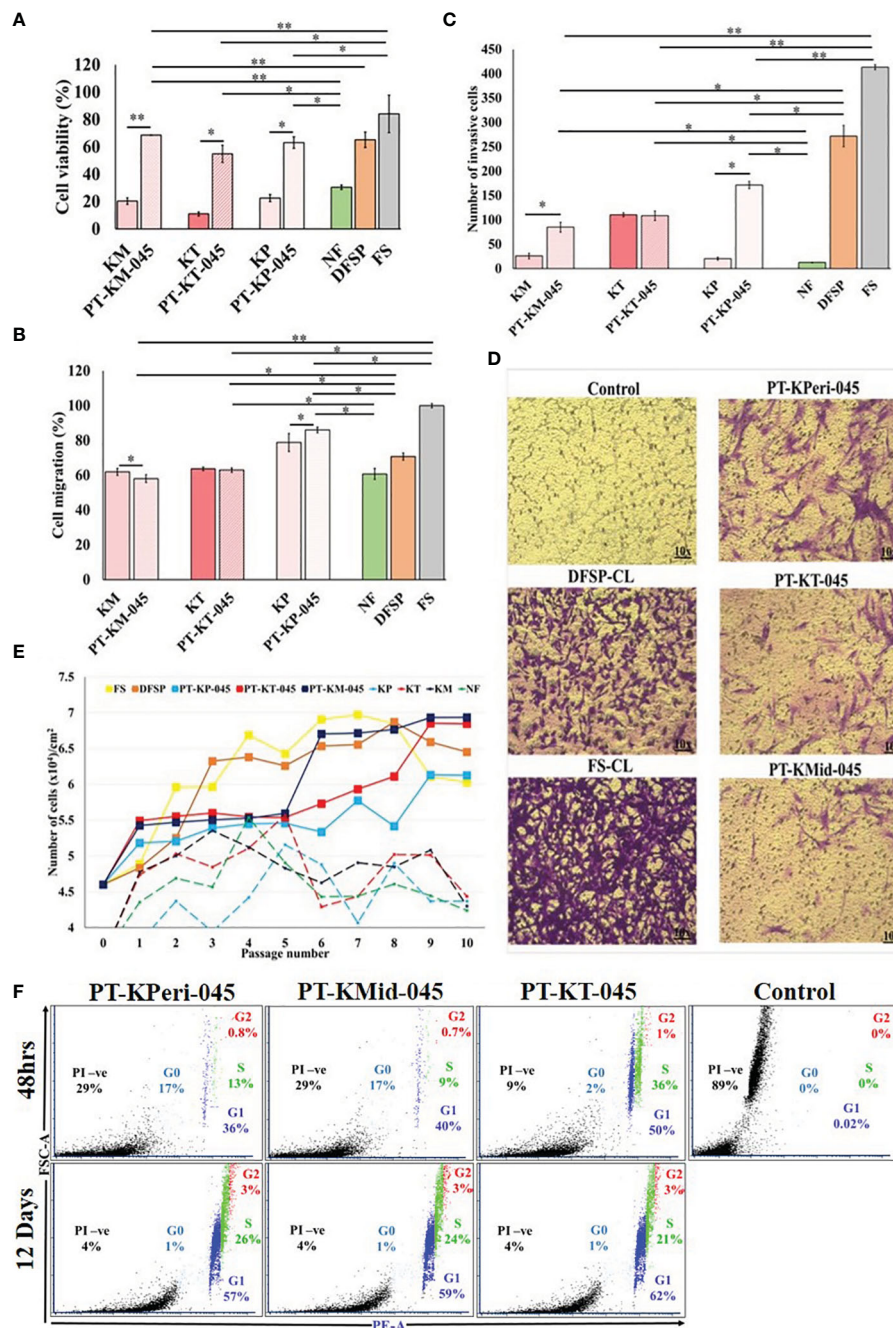 A
**
*
*
**
**
*
*
**
*
*
Cell viability (%)
120
100
80
60
40
20
0
KM
PT-KM-045
KT
PT-KT-045
KP
PT-KP-045
NF
DFSP
FS
B
**
*
*
*
*
*
*
*
*
*
Cell migration (%)
120
100
80
60
40
20
0
KM
PT-KM-045
KT
PT-KT-045
KP
PT-KP-045
NF
DFSP
FS
C
**
**
**
*
*
*
*
*
*
*
*
Number of invasive cells
450
400
350
300
250
200
150
100
50
0
KM
PT-KM-045
KT
PT-KT-045
KP
PT-KP-045
NF
DFSP
FS
D
Control
PT-KPeri-045
10x
10x
DFSP-CL
PT-KT-045
10x
10x
FS-CL
PT-KMid-045
10x
10x
E
FS DFSP PT-KP-045 PT-KT-045 PT-KM-045 KP KT KM NF
Number of cells (x10⁴)/cm²
7.5
7
6.5
6
5.5
5
4.5
4
0 1 2 3 4 5 6 7 8 9 10
Passage number
F
PT-KPeri-045 PT-KMid-045 PT-KT-045 Control
48hrs
12 Days
FSC-A
PI –ve
29%
G0
17%
G2
0.8%
S
13%
G1
36%
PI –ve
29%
G0
17%
G2
0.7%
S
9%
G1
40%
PI –ve
9%
G0
2%
G2
1%
S
36%
G1
50%
PI –ve
89%
G0
0%
G2
0%
S
0%
G1
0.02%
PI –ve
4%
G0
1%
G2
3%
S
26%
G1
57%
PI –ve
4%
G0
1%
G2
3%
S
24%
G1
59%
PI –ve
4%
G0
1%
G2
3%
S
21%
G1
62%
PE-A